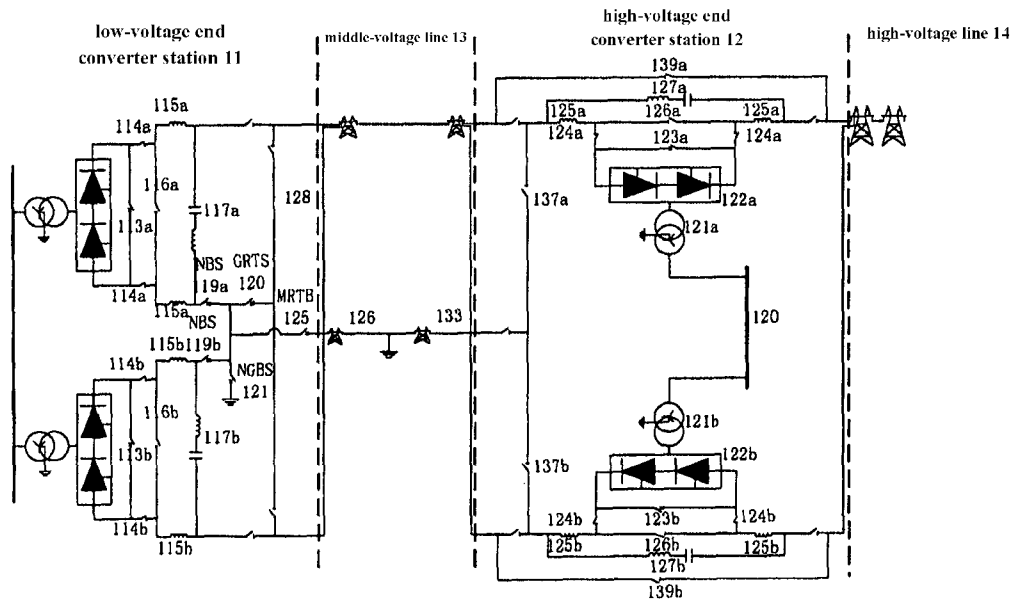 low-voltage end
converter station 11
middle-voltage line 13
high-voltage end
converter station 12
high-voltage line 14
139a
127a
115a
125a
126a
125a
114a
124a
123a
124a
116a
122a
128
137a
117a
121a
113a
NBS
GRTS
19a
120
114a
MRTB
115a
NBS
125
126
133
120
115b
119b
114b
NGBS
121
116b
121b
117b
113b
122b
137b
114b
124b
123b
124b
115b
125b
126b
125b
127b
139b